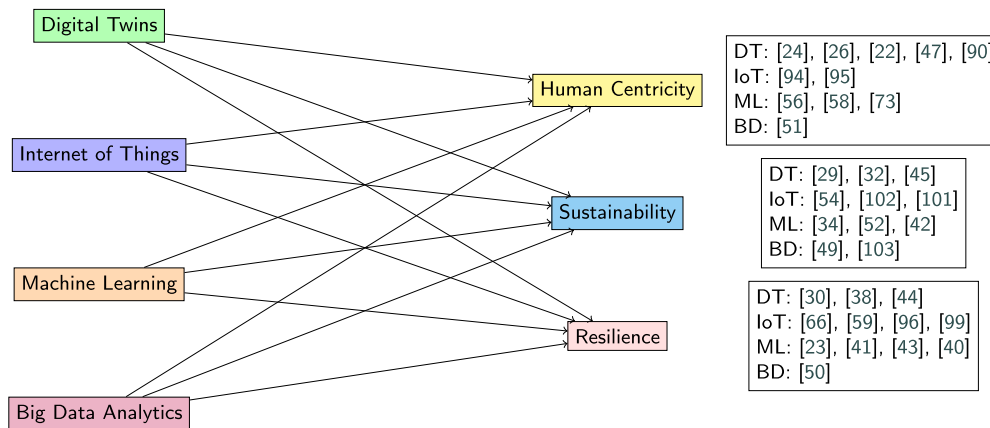 Digital Twins
Internet of Things
Machine Learning
Big Data Analytics
Human Centricity
Sustainability
Resilience
DT: [24], [26], [22], [47], [90]
IoT: [94], [95]
ML: [56], [58], [73]
BD: [51]
DT: [29], [32], [45]
IoT: [54], [102], [101]
ML: [34], [52], [42]
BD: [49], [103]
DT: [30], [38], [44]
IoT: [66], [59], [96], [99]
ML: [23], [41], [43], [40]
BD: [50]